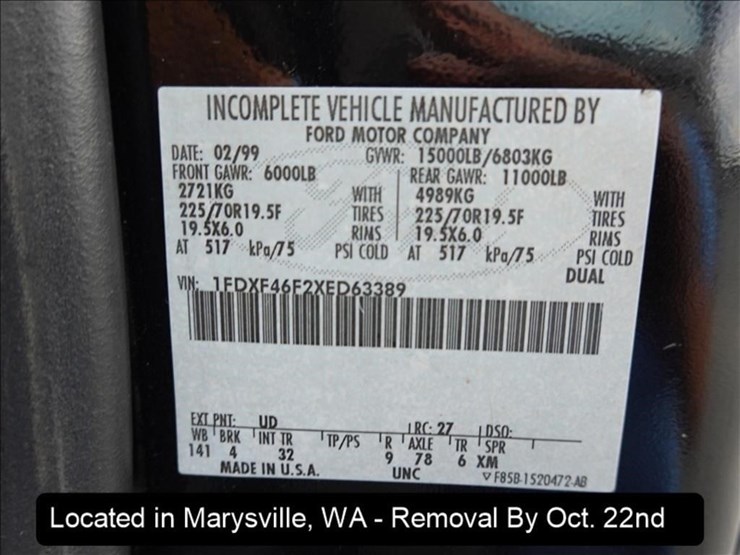 INCOMPLETE VEHICLE MANUFACTURED BY
FORD MOTOR COMPANY
DATE: 02/99 GVWR: 15000LB/6803KG
FRONT GAWR: 6000LB REAR GAWR: 11000LB
2721KG WITH 4989KG WITH
225/70R19.5F TIRES 225/70R19.5F TIRES
19.5X6.0 RIMS 19.5X6.0 RIMS
AT 517 kPa/75 PSI COLD AT 517 kPa/75 PSI COLD
DUAL
VIN: 1FDXF46F2XED63389
EXT PNT: UD RC: 27 DSO:
WB BRK INT TR TP/PS R AXLE TR SPR
141 4 32 9 78 6 XM
MADE IN U.S.A. UNC F85B-1520472-AB
Located in Marysville, WA - Removal By Oct. 22nd